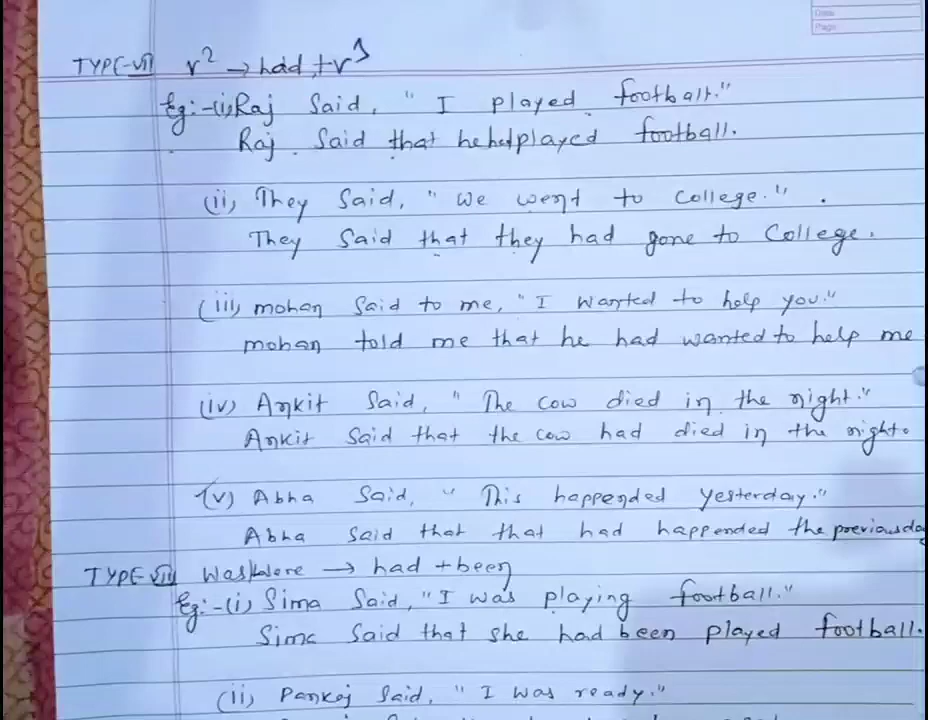 Date
Page
TYPE-VII v² → had + v³
Eg:-(i) Raj Said, " I played football."
Raj Said that he had played football.
(ii) They Said, " We went to College."
They Said that they had gone to College.
(iii) mohan Said to me, " I wanted to help you."
mohan told me that he had wanted to help me
(iv) Ankit Said, " The cow died in the night."
Ankit Said that the cow had died in the night.
(v) Abha Said, " This happended yesterday."
Abha Said that that had happended the previous day
TYPE VIII Was/Were → had + been
Eg:-(i) Sima Said, "I was playing football."
Sima Said that she had been played football.
(ii) Pankaj Said, " I was ready."